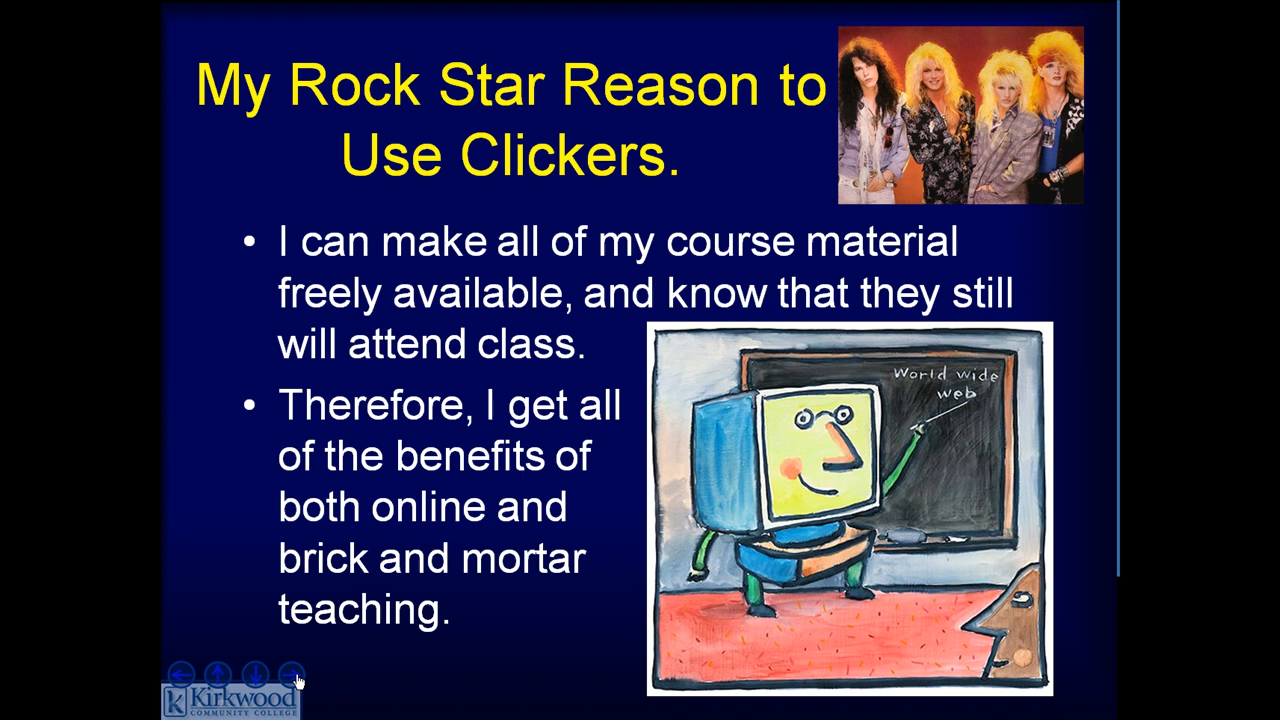 My Rock Star Reason to
Use Clickers.
• I can make all of my course material
freely available, and know that they still
will attend class.
• Therefore, I get all
of the benefits of
both online and
brick and mortar
teaching.
World wide
web
k Kirkwood
COMMUNITY COLLEGE